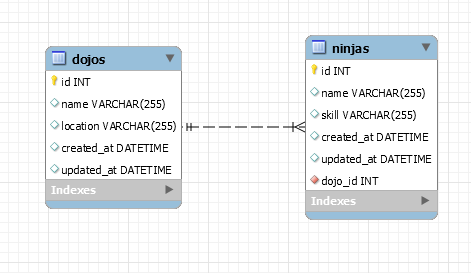 dojos
id INT
name VARCHAR(255)
location VARCHAR(255)
created_at DATETIME
updated_at DATETIME
Indexes
ninjas
id INT
name VARCHAR(255)
skill VARCHAR(255)
created_at DATETIME
updated_at DATETIME
dojo_id INT
Indexes